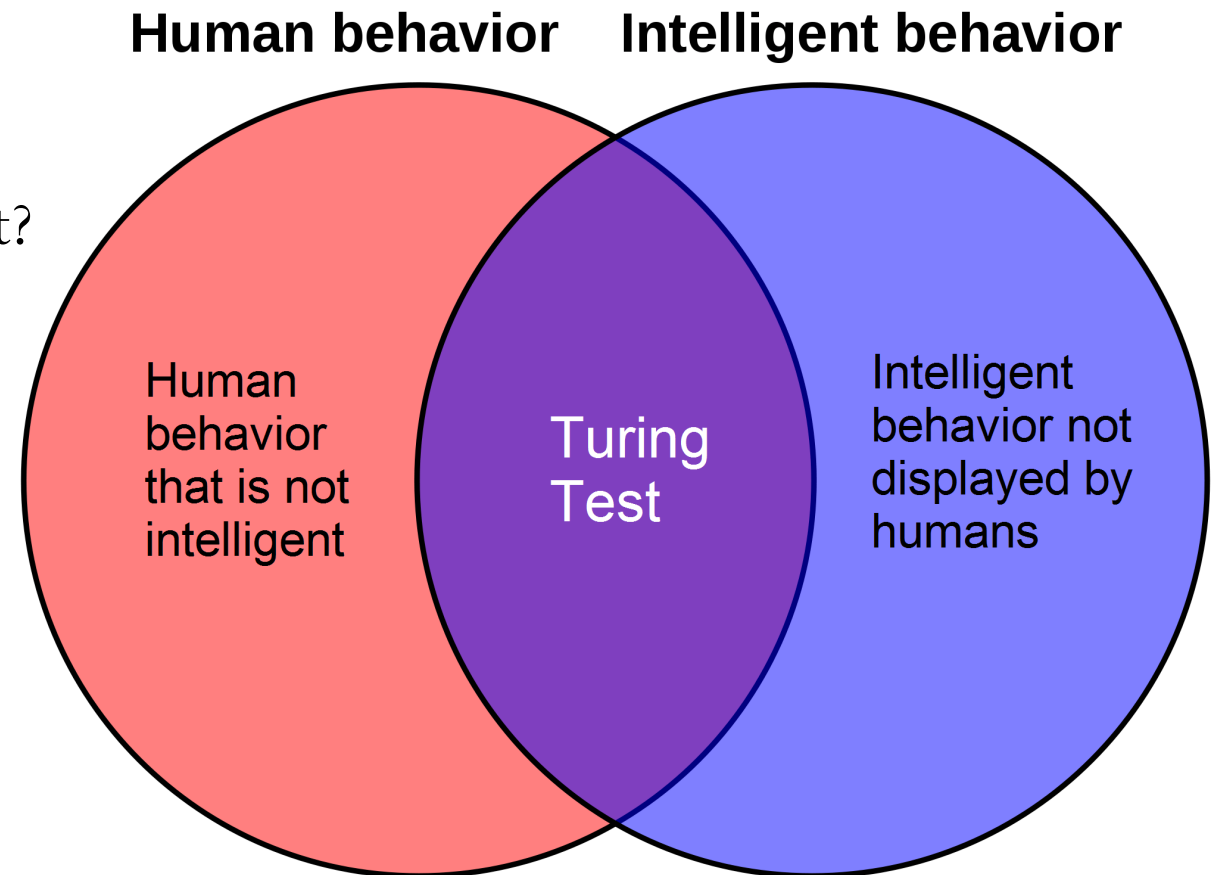 Human behavior Intelligent behavior
t?
Human
behavior
that is not
intelligent
Turing
Test
Intelligent
behavior not
displayed by
humans